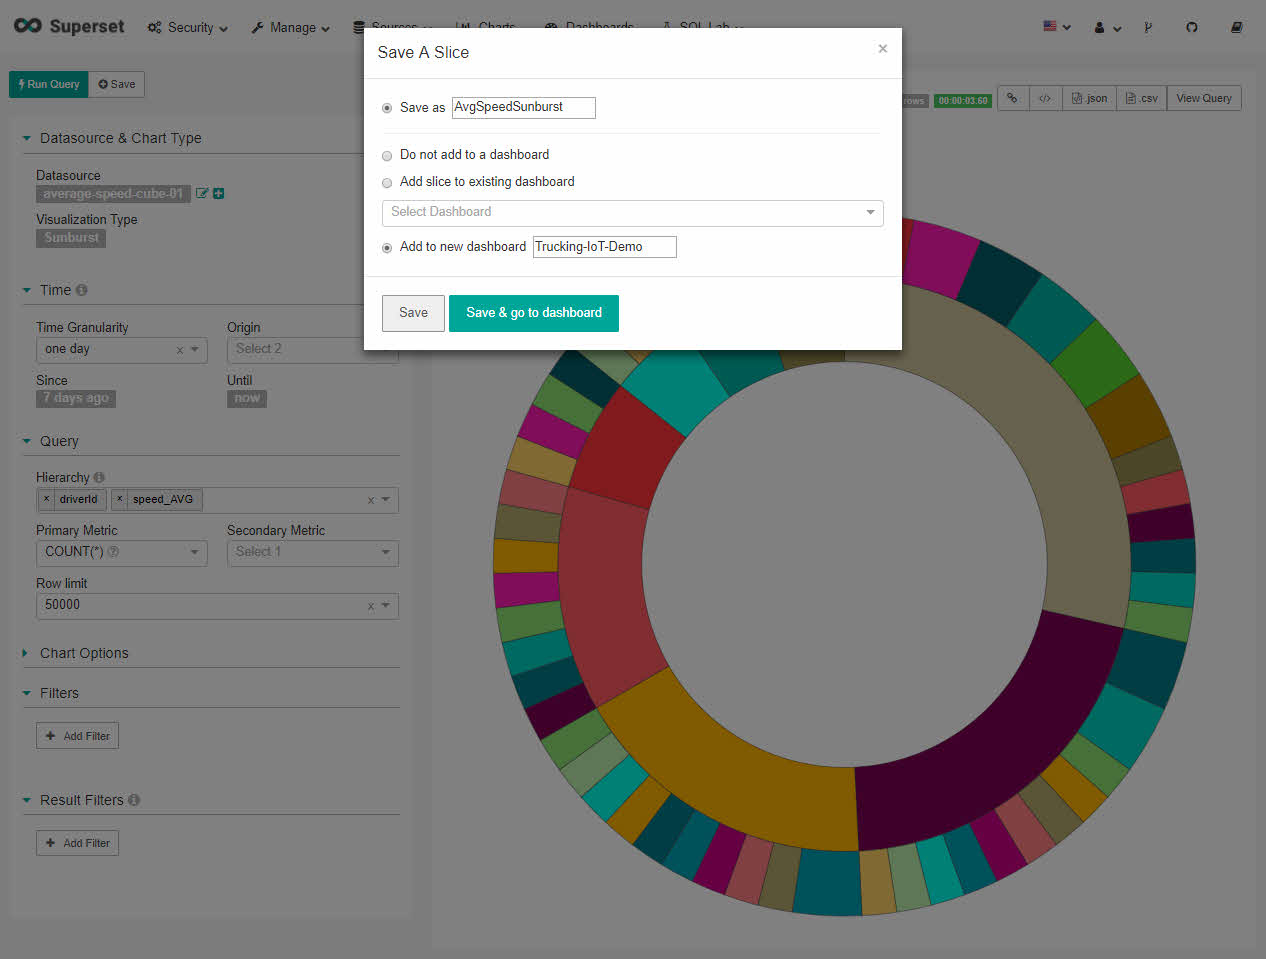 Superset Security Manage Sources Charts Dashboards SQL Lab
Save A Slice ×
Run Query Save
Save as AvgSpeedSunburst
rows 00:00:03.60 </> .json .csv View Query
Datasource & Chart Type
Do not add to a dashboard
Datasource
Add slice to existing dashboard
average-speed-cube-01
Select Dashboard
Visualization Type
Sunburst
Add to new dashboard Trucking-IoT-Demo
Time
Save Save & go to dashboard
Time Granularity Origin
one day x Select 2
Since Until
7 days ago now
Query
Hierarchy
× driverId × speed_AVG x
Primary Metric Secondary Metric
COUNT(*) Select 1
Row limit
50000 x
Chart Options
Filters
Add Filter
Result Filters
Add Filter